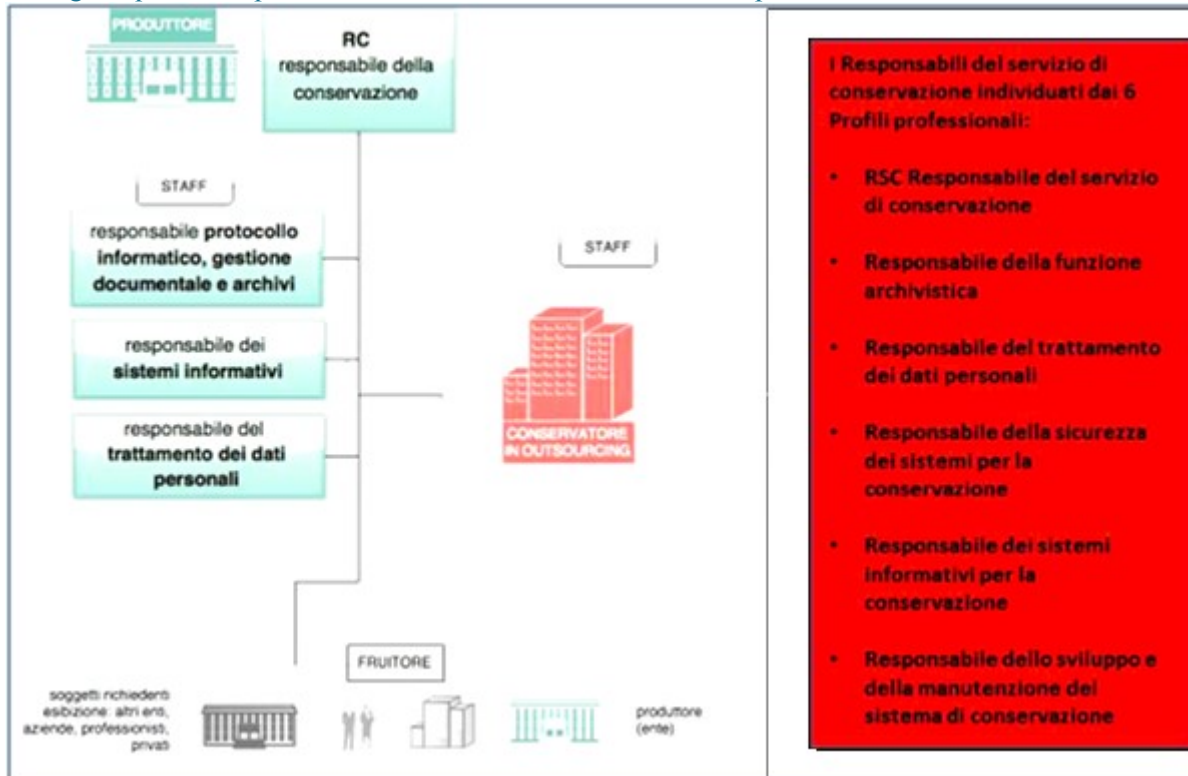 PRODUTTORE
RC
responsabile della
conservazione
STAFF
responsabile protocollo
informatico, gestione
documentale e archivi
responsabile dei
sistemi informativi
responsabile del
trattamento dei dati
personali
STAFF
CONSERVATORE
IN OUTSOURCING
FRUITORE
soggetti richiedenti
esibizione: altri enti,
aziende, professionisti,
privati
produttore
(ente)
I Responsabili del servizio di
conservazione individuati dai 6
Profili professionali:
• RSC Responsabile del servizio
di conservazione
• Responsabile della funzione
archivistica
• Responsabile del trattamento
dei dati personali
• Responsabile della sicurezza
dei sistemi per la
conservazione
• Responsabile dei sistemi
informativi per la
conservazione
• Responsabile dello sviluppo e
della manutenzione del
sistema di conservazione